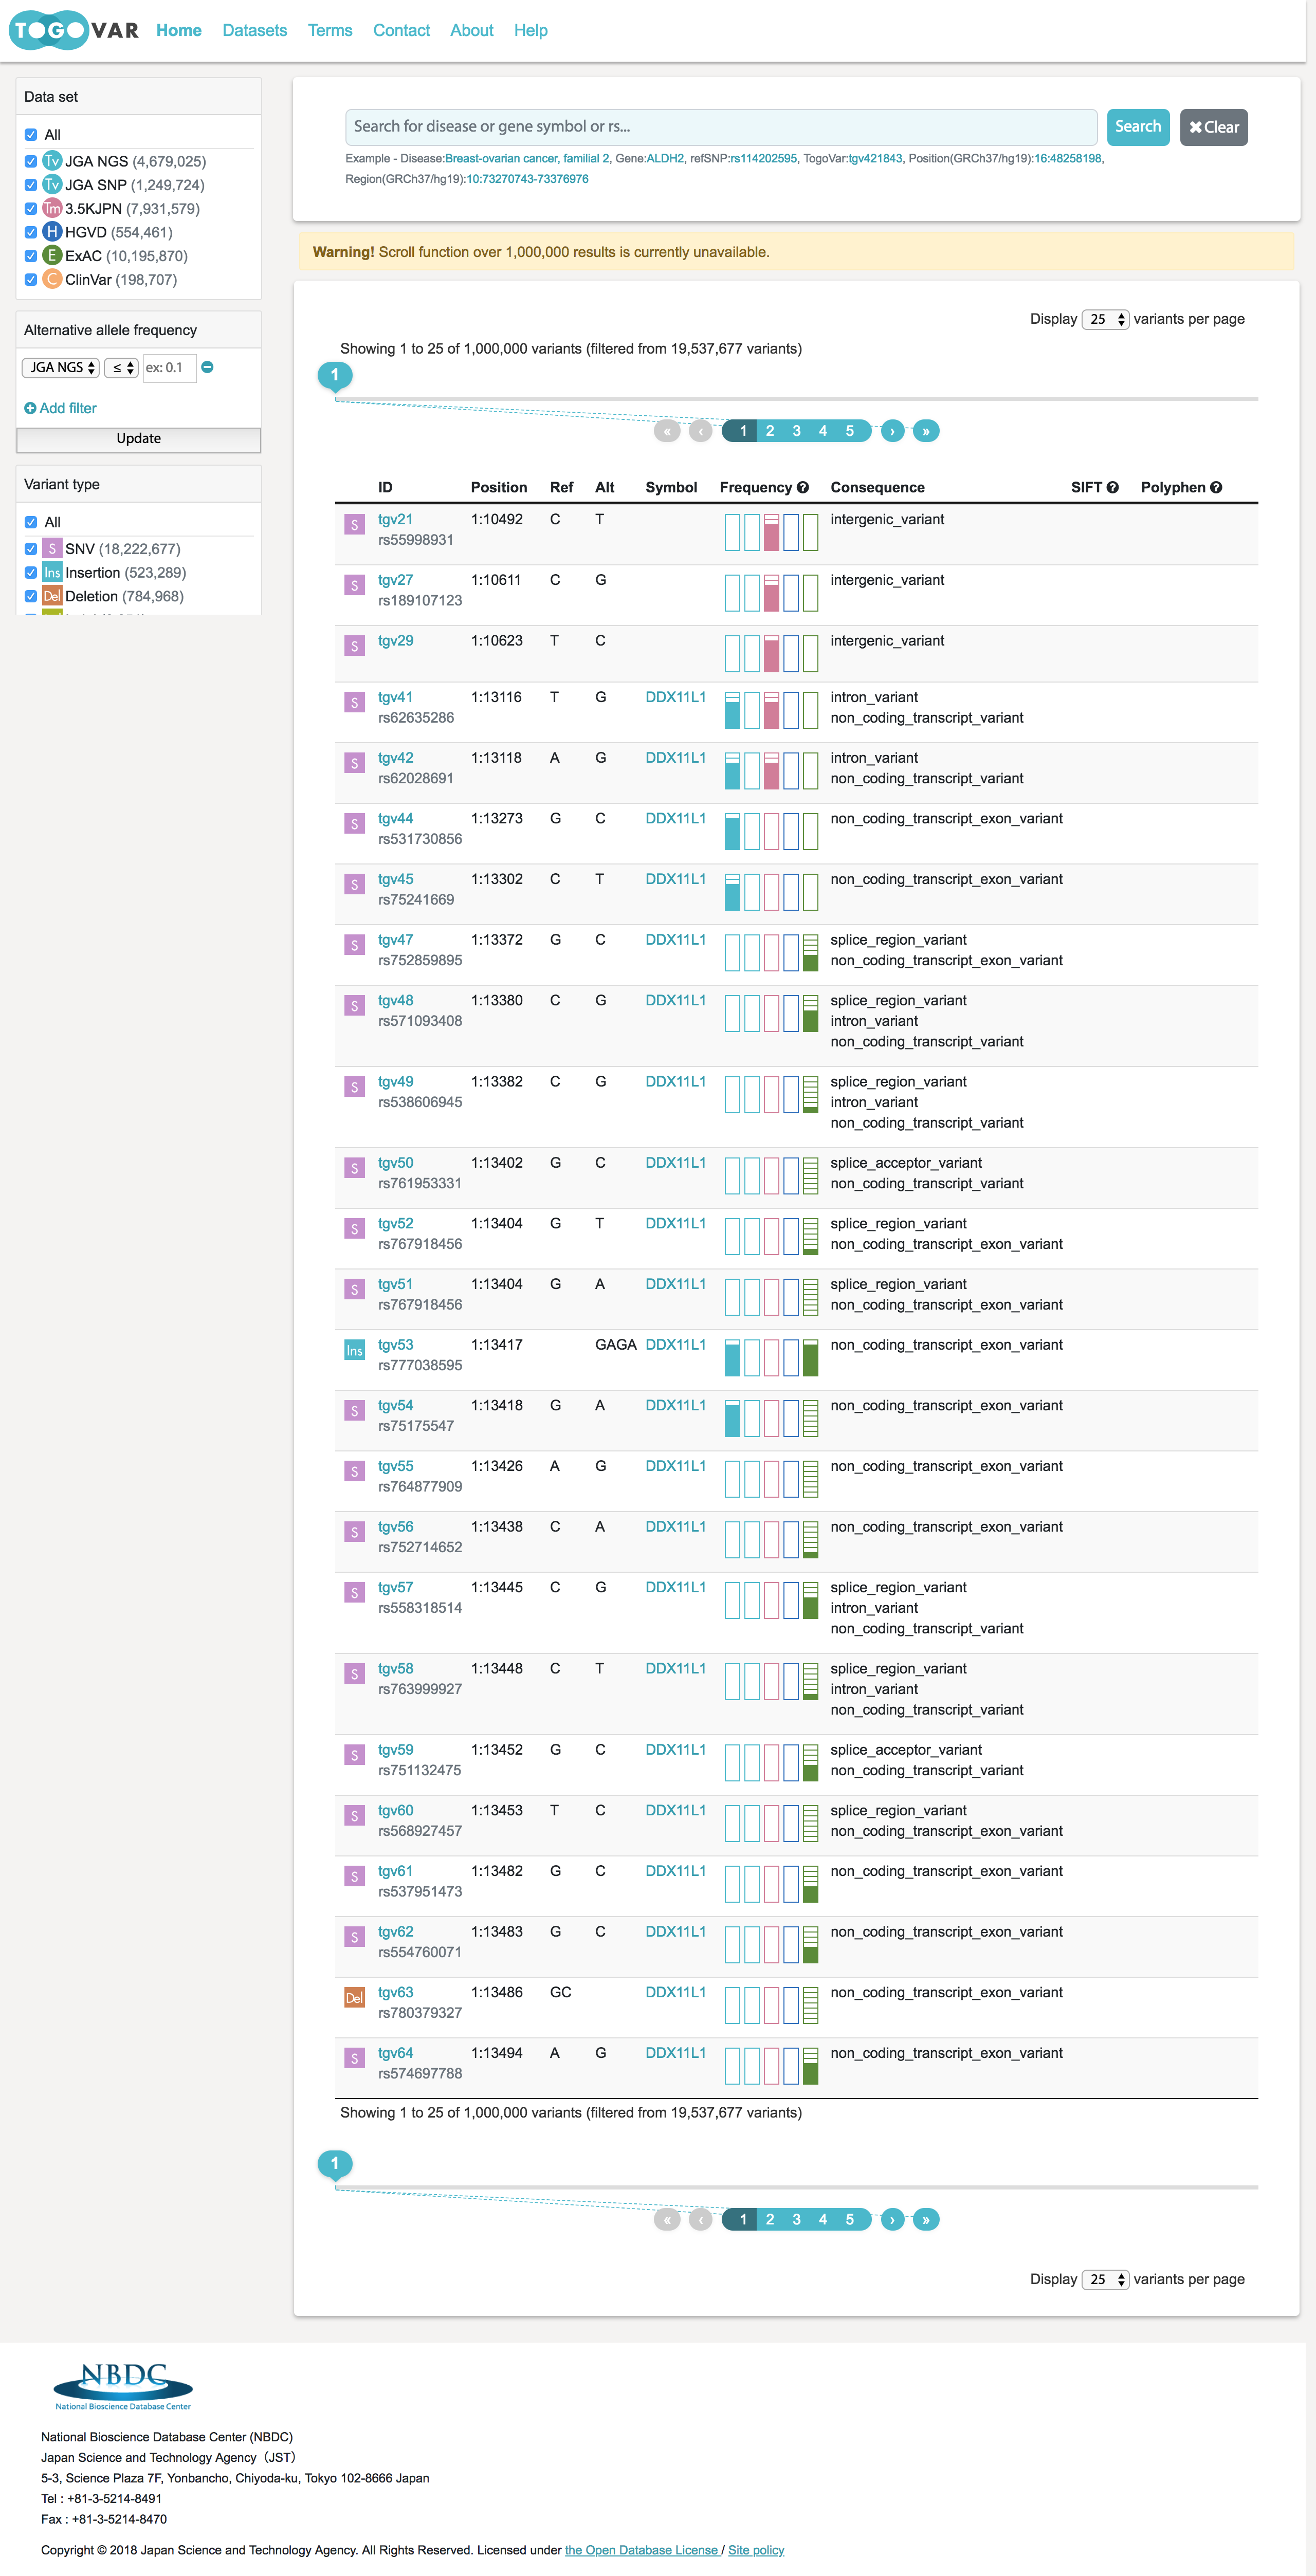 TOGOVAR Home Datasets Terms Contact About Help
Data set
All
Tv JGA NGS (4,679,025)
Tv JGA SNP (1,249,724)
Tm 3.5KJPN (7,931,579)
H HGVD (554,461)
E ExAC (10,195,870)
C ClinVar (198,707)
Alternative allele frequency
JGA NGS ≤ ex: 0.1
Add filter
Update
Variant type
All
S SNV (18,222,677)
Ins Insertion (523,289)
Del Deletion (784,968)
Search for disease or gene symbol or rs... Search Clear
Example - Disease:Breast-ovarian cancer, familial 2, Gene:ALDH2, refSNP:rs114202595, TogoVar:tgv421843, Position(GRCh37/hg19):16:48258198,
Region(GRCh37/hg19):10:73270743-73376976
Warning! Scroll function over 1,000,000 results is currently unavailable.
Display 25 variants per page
Showing 1 to 25 of 1,000,000 variants (filtered from 19,537,677 variants)
1
« ‹ 1 2 3 4 5 › »
ID Position Ref Alt Symbol Frequency ? Consequence SIFT ? Polyphen ?
S tgv21 1:10492 C T intergenic_variant
rs55998931
S tgv27 1:10611 C G intergenic_variant
rs189107123
S tgv29 1:10623 T C intergenic_variant
S tgv41 1:13116 T G DDX11L1 intron_variant
rs62635286 non_coding_transcript_variant
S tgv42 1:13118 A G DDX11L1 intron_variant
rs62028691 non_coding_transcript_variant
S tgv44 1:13273 G C DDX11L1 non_coding_transcript_exon_variant
rs531730856
S tgv45 1:13302 C T DDX11L1 non_coding_transcript_exon_variant
rs75241669
S tgv47 1:13372 G C DDX11L1 splice_region_variant
rs752859895 non_coding_transcript_exon_variant
S tgv48 1:13380 C G DDX11L1 splice_region_variant
rs571093408 intron_variant
non_coding_transcript_variant
S tgv49 1:13382 C G DDX11L1 splice_region_variant
rs538606945 intron_variant
non_coding_transcript_variant
S tgv50 1:13402 G C DDX11L1 splice_acceptor_variant
rs761953331 non_coding_transcript_variant
S tgv52 1:13404 G T DDX11L1 splice_region_variant
rs767918456 non_coding_transcript_exon_variant
S tgv51 1:13404 G A DDX11L1 splice_region_variant
rs767918456 non_coding_transcript_exon_variant
Ins tgv53 1:13417 GAGA DDX11L1 non_coding_transcript_exon_variant
rs777038595
S tgv54 1:13418 G A DDX11L1 non_coding_transcript_exon_variant
rs75175547
S tgv55 1:13426 A G DDX11L1 non_coding_transcript_exon_variant
rs764877909
S tgv56 1:13438 C A DDX11L1 non_coding_transcript_exon_variant
rs752714652
S tgv57 1:13445 C G DDX11L1 splice_region_variant
rs558318514 intron_variant
non_coding_transcript_variant
S tgv58 1:13448 C T DDX11L1 splice_region_variant
rs763999927 intron_variant
non_coding_transcript_variant
S tgv59 1:13452 G C DDX11L1 splice_acceptor_variant
rs751132475 non_coding_transcript_variant
S tgv60 1:13453 T C DDX11L1 splice_region_variant
rs568927457 non_coding_transcript_exon_variant
S tgv61 1:13482 G C DDX11L1 non_coding_transcript_exon_variant
rs537951473
S tgv62 1:13483 G C DDX11L1 non_coding_transcript_exon_variant
rs554760071
Del tgv63 1:13486 GC DDX11L1 non_coding_transcript_exon_variant
rs780379327
S tgv64 1:13494 A G DDX11L1 non_coding_transcript_exon_variant
rs574697788
Showing 1 to 25 of 1,000,000 variants (filtered from 19,537,677 variants)
1
« ‹ 1 2 3 4 5 › »
Display 25 variants per page
NBDC
National Bioscience Database Center
National Bioscience Database Center (NBDC)
Japan Science and Technology Agency（JST）
5-3, Science Plaza 7F, Yonbancho, Chiyoda-ku, Tokyo 102-8666 Japan
Tel : +81-3-5214-8491
Fax : +81-3-5214-8470
Copyright © 2018 Japan Science and Technology Agency. All Rights Reserved. Licensed under the Open Database License / Site policy